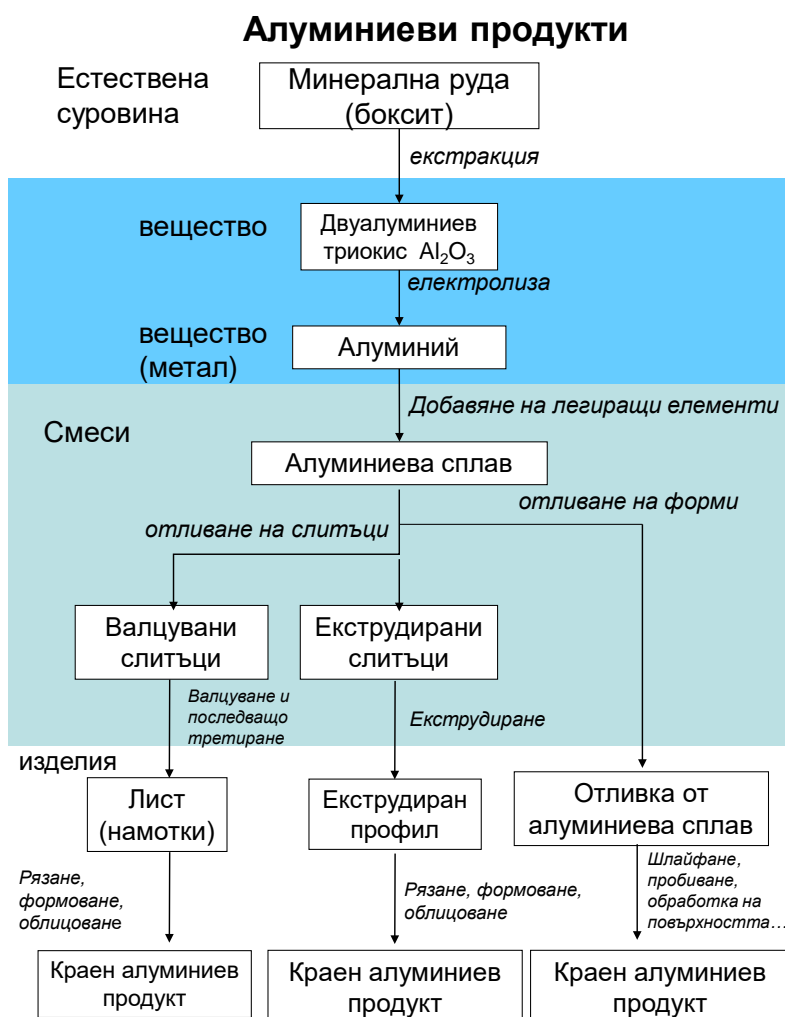 Алуминиеви продукти
Естествена
суровина
Минерална руда
(боксит)
екстракция
вещество
Двуалуминиев
триокис Al₂O₃
електролиза
вещество
(метал)
Алуминий
Добавяне на легиращи елементи
Смеси
Алуминиева сплав
отливане на форми
отливане на слитъци
Валцувани
слитъци
Екструдирани
слитъци
Валцуване и
последващо
третиране
Екструдиране
изделия
Лист
(намотки)
Екструдиран
профил
Отливка от
алуминиева сплав
Рязане,
формоване,
облицоване
Рязане, формоване,
облицоване
Шлайфане,
пробиване,
обработка на
повърхността…
Краен алуминиев
продукт
Краен алуминиев
продукт
Краен алуминиев
продукт